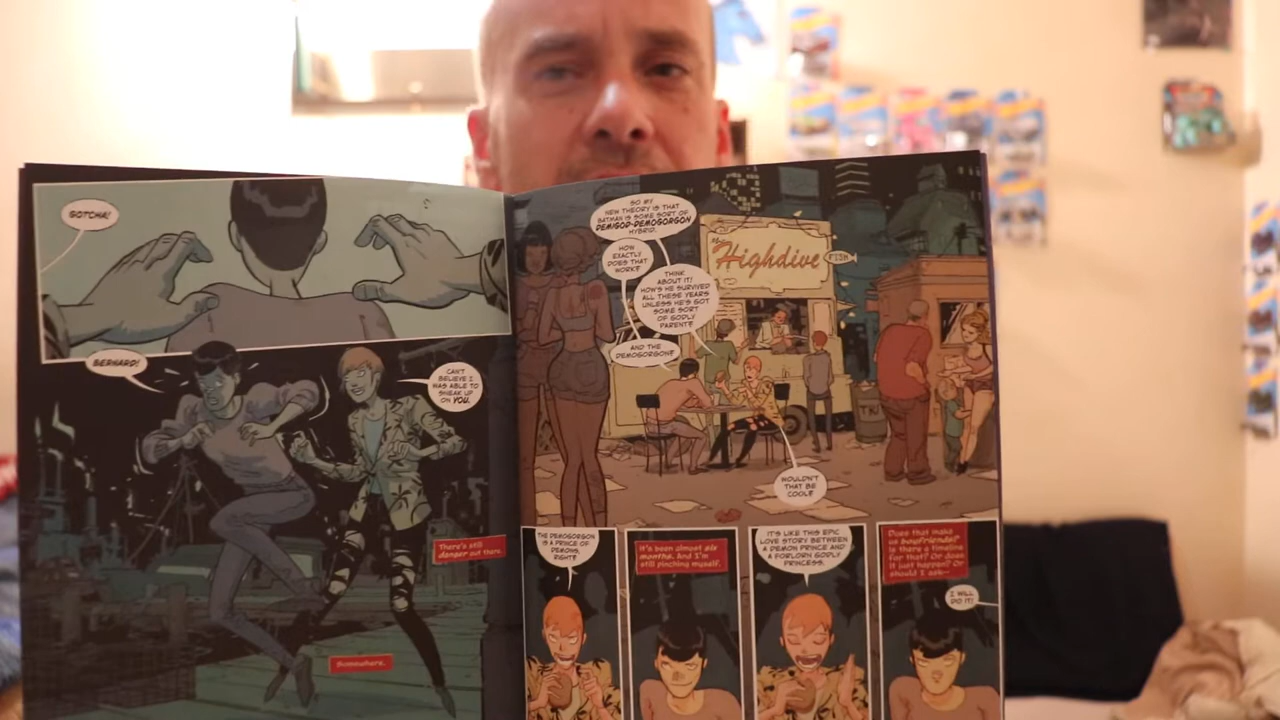 GOTCHA!
BERNARD!
CAN'T
BELIEVE I
WAS ABLE TO
SNEAK UP
ON YOU.
There's still
danger out there.
Somewhere.
SO MY
NEW THEORY IS THAT
BATMAN IS SOME SORT OF
DEMIGOD-DEMOGORGON
HYBRID.
HOW
EXACTLY
DOES THAT
WORK?
THINK
ABOUT IT!
HOW'S HE SURVIVED
ALL THESE YEARS
UNLESS HE'S GOT
SOME SORT
OF GODLY
PARENT?
AND THE
DEMOGORGON?
Highdive
FISH
TKJ
WOULDN'T
THAT BE
COOL?
THE DEMOGORGON
IS A PRINCE OF
DEMONS,
RIGHT?
It's been almost six
months. And I'm
still pinching myself.
IT'S LIKE THIS EPIC
LOVE STORY BETWEEN
A DEMON PRINCE AND
A FORLORN GODLY
PRINCESS.
Does that make
us boyfriends?
Is there a timeline
for that? Or does
it just happen? Or
should I ask--
I WILL
DO IT!